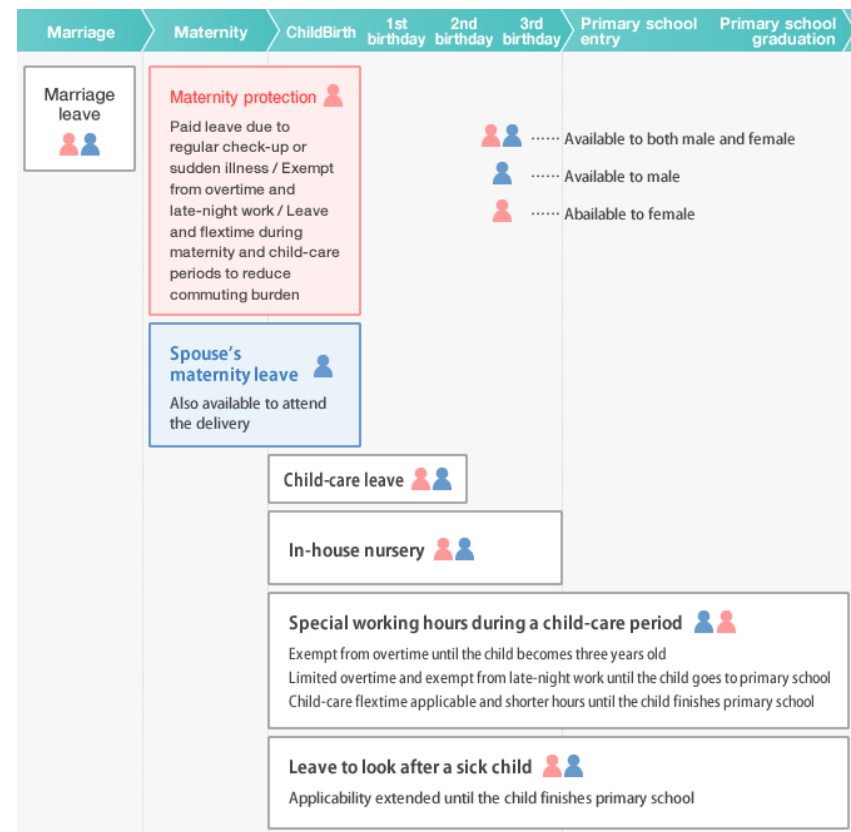 Marriage
Maternity
ChildBirth
1st
birthday
2nd
birthday
3rd
birthday
Primary school
entry
Primary school
graduation
Marriage
leave
Maternity protection
Paid leave due to
regular check-up or
sudden illness / Exempt
from overtime and
late-night work / Leave
and flextime during
maternity and child-care
periods to reduce
commuting burden
Available to both male and female
Available to male
Abailable to female
Spouse's
maternity leave
Also available to attend
the delivery
Child-care leave
In-house nursery
Special working hours during a child-care period
Exempt from overtime until the child becomes three years old
Limited overtime and exempt from late-night work until the child goes to primary school
Child-care flextime applicable and shorter hours until the child finishes primary school
Leave to look after a sick child
Applicability extended until the child finishes primary school